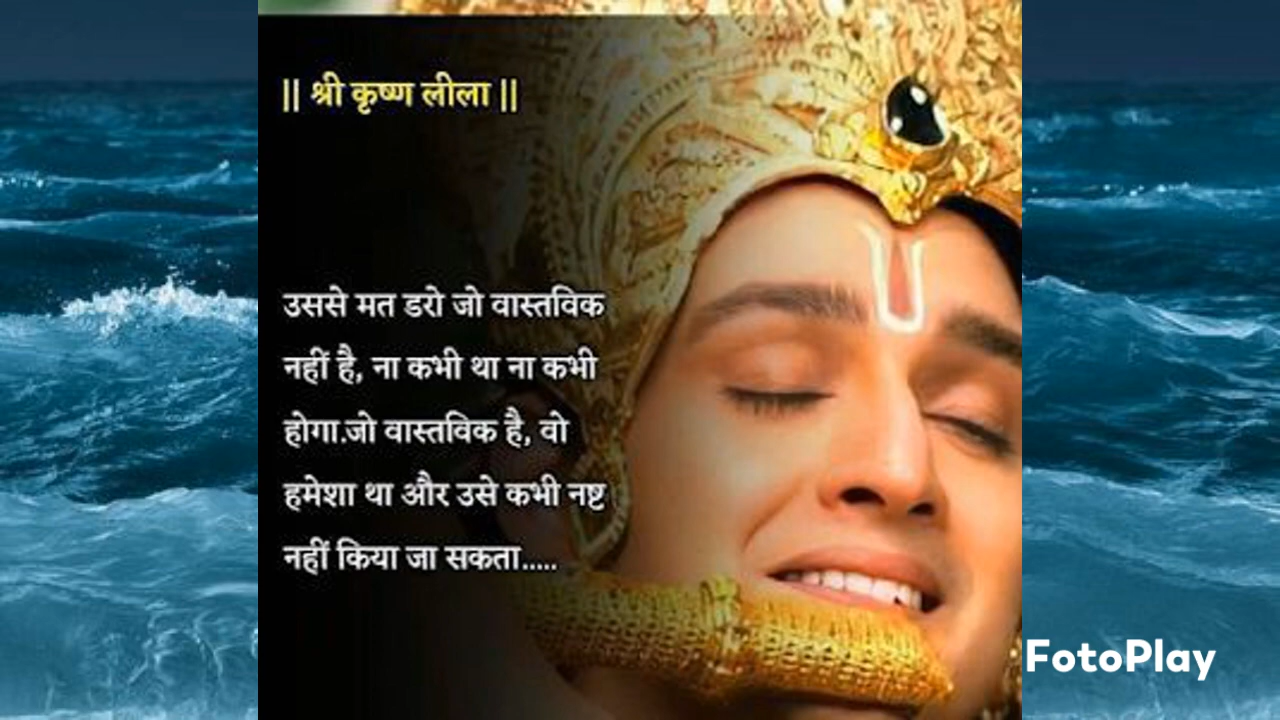 || श्री कृष्ण लीला ||
उससे मत डरो जो वास्तविक
नहीं है, ना कभी था ना कभी
होगा.जो वास्तविक है, वो
हमेशा था और उसे कभी नष्ट
नहीं किया जा सकता.....
FotoPlay